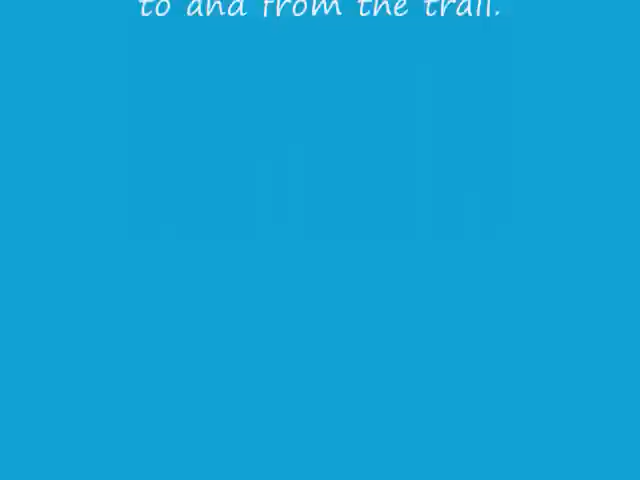 to and from the trail.